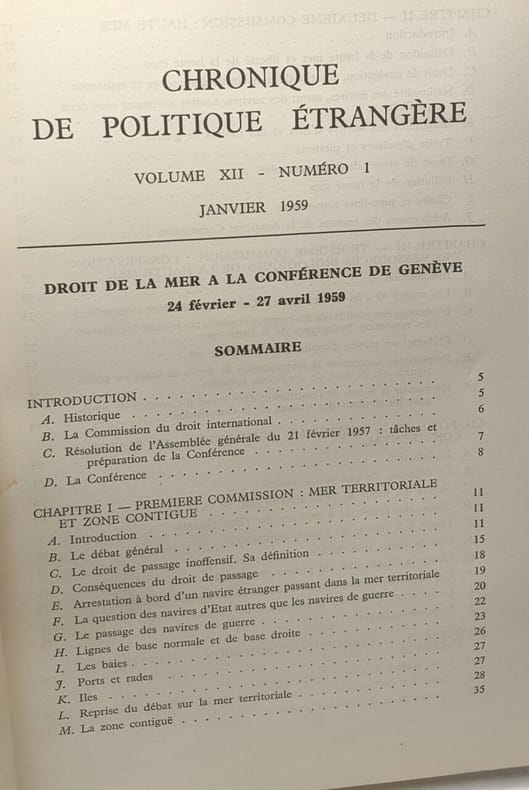 CHRONIQUE
DE POLITIQUE ÉTRANGÈRE
VOLUME XII - NUMÉRO 1
JANVIER 1959
DROIT DE LA MER A LA CONFÉRENCE DE GENÈVE
24 février - 27 avril 1959
SOMMAIRE
INTRODUCTION . . . . . . . . . . . . . . . . . . . . 5
A. Historique . . . . . . . . . . . . . . . . . . . . 5
B. La Commission du droit international . . . . . . . . . . 6
C. Résolution de l'Assemblée générale du 21 février 1957 : tâches et
préparation de la Conférence . . . . . . . . . . . . 7
D. La Conférence . . . . . . . . . . . . . . . . . . 8
CHAPITRE I — PREMIERE COMMISSION : MER TERRITORIALE
ET ZONE CONTIGUE . . . . . . . . . . . . . . . 11
A. Introduction . . . . . . . . . . . . . . . . . . . 11
B. Le débat général . . . . . . . . . . . . . . . . . 11
C. Le droit de passage inoffensif. Sa définition . . . . . . . . 15
D. Conséquences du droit de passage . . . . . . . . . . . 18
E. Arrestation à bord d'un navire étranger passant dans la mer territoriale 19
F. La question des navires d'Etat autres que les navires de guerre . . . . 20
G. Le passage des navires de guerre . . . . . . . . . . . . 22
H. Lignes de base normale et de base droite . . . . . . . . . 23
I. Les baies . . . . . . . . . . . . . . . . . . . . 26
J. Ports et rades . . . . . . . . . . . . . . . . . . 27
K. Iles . . . . . . . . . . . . . . . . . . . . . . 27
L. Reprise du débat sur la mer territoriale . . . . . . . . . . 28
M. La zone contiguë . . . . . . . . . . . . . . . . . 35